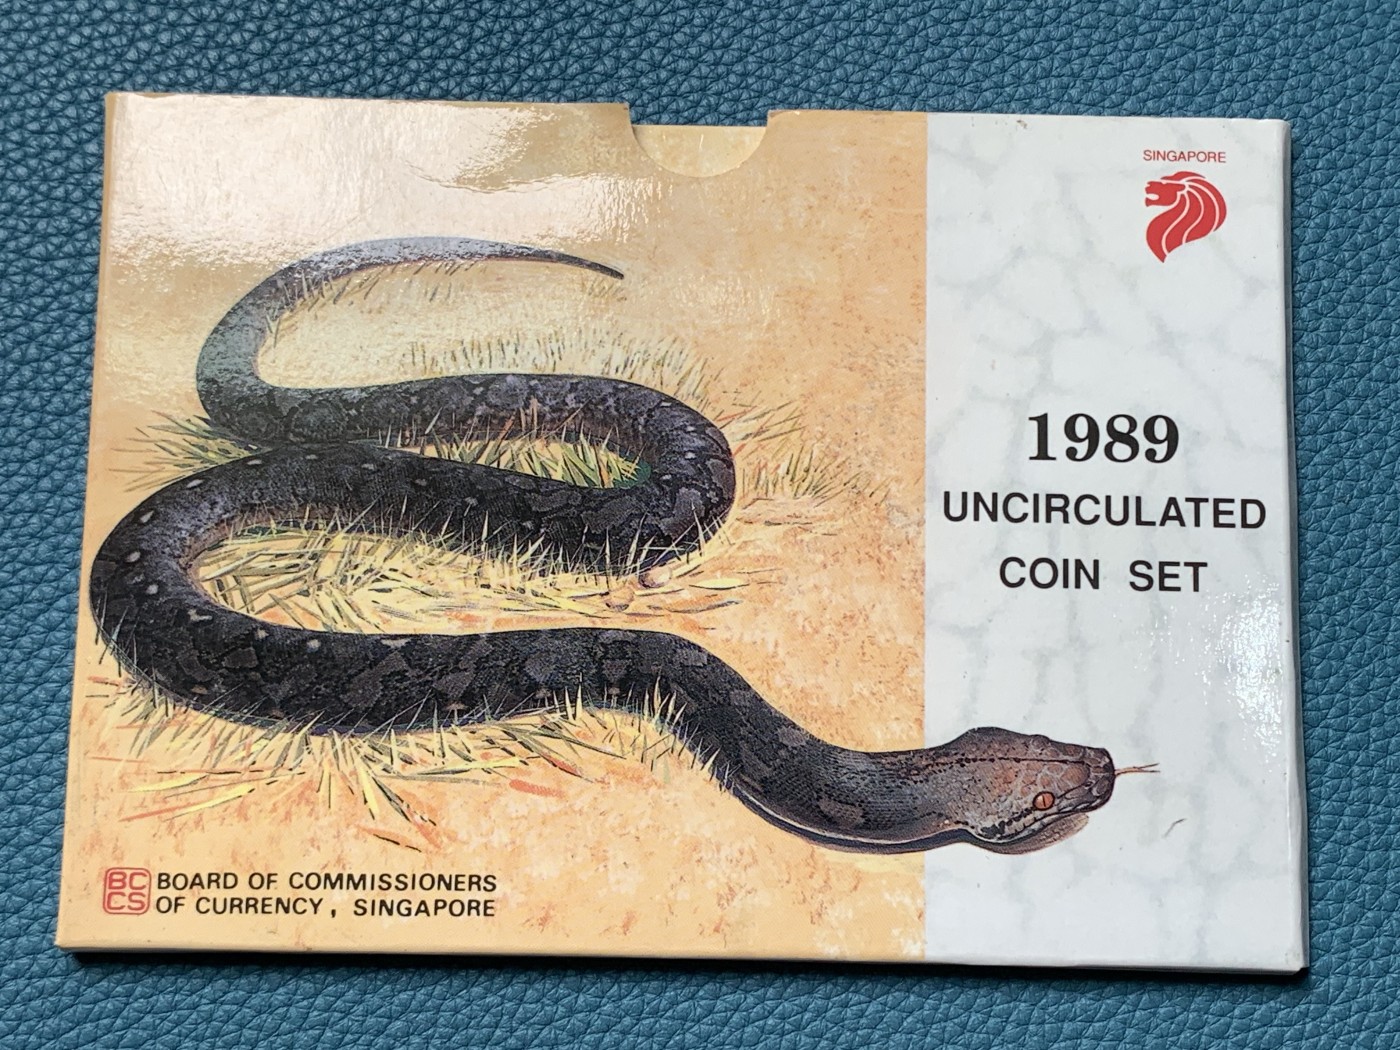 SINGAPORE
1989
UNCIRCULATED
COIN SET
BC
CS
BOARD OF COMMISSIONERS
OF CURRENCY, SINGAPORE